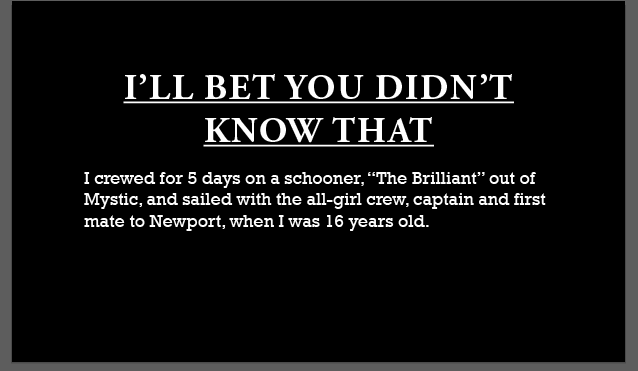 I’LL BET YOU DIDN’T
KNOW THAT
I crewed for 5 days on a schooner, “The Brilliant” out of
Mystic, and sailed with the all-girl crew, captain and first
mate to Newport, when I was 16 years old.